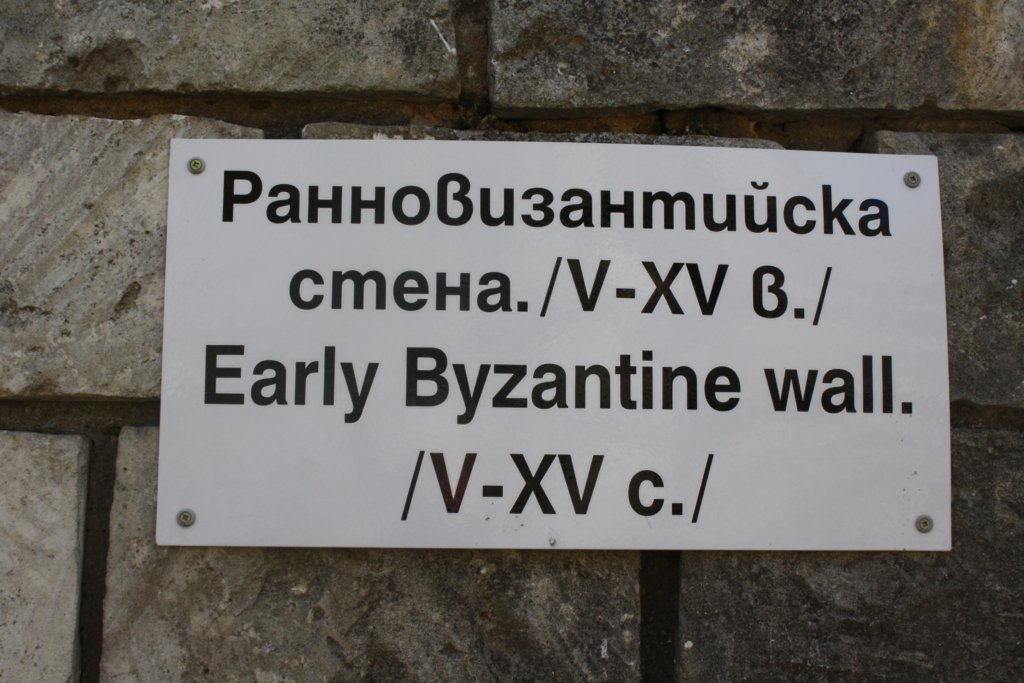 Ранновизантийска
стена. /V-XV в./
Early Byzantine wall.
/V-XV c./